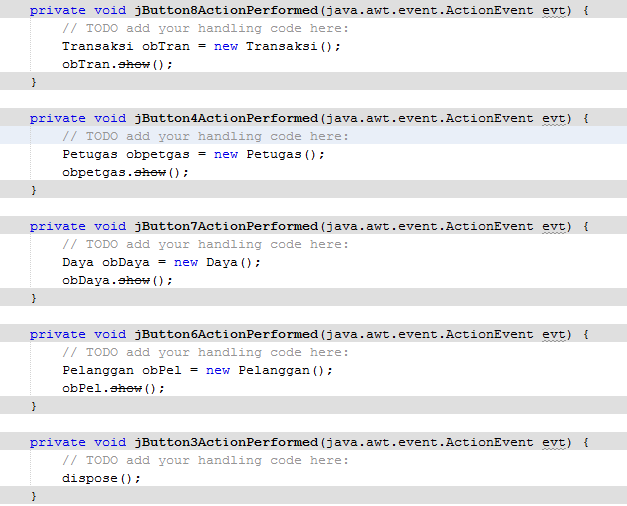 private void jButton8ActionPerformed(java.awt.event.ActionEvent evt) {
// TODO add your handling code here:
Transaksi obTran = new Transaksi();
obTran.show();
}
private void jButton4ActionPerformed(java.awt.event.ActionEvent evt) {
// TODO add your handling code here:
Petugas obpetgas = new Petugas();
obpetgas.show();
}
private void jButton7ActionPerformed(java.awt.event.ActionEvent evt) {
// TODO add your handling code here:
Daya obDaya = new Daya();
obDaya.show();
}
private void jButton6ActionPerformed(java.awt.event.ActionEvent evt) {
// TODO add your handling code here:
Pelanggan obPel = new Pelanggan();
obPel.show();
}
private void jButton3ActionPerformed(java.awt.event.ActionEvent evt) {
// TODO add your handling code here:
dispose();
}